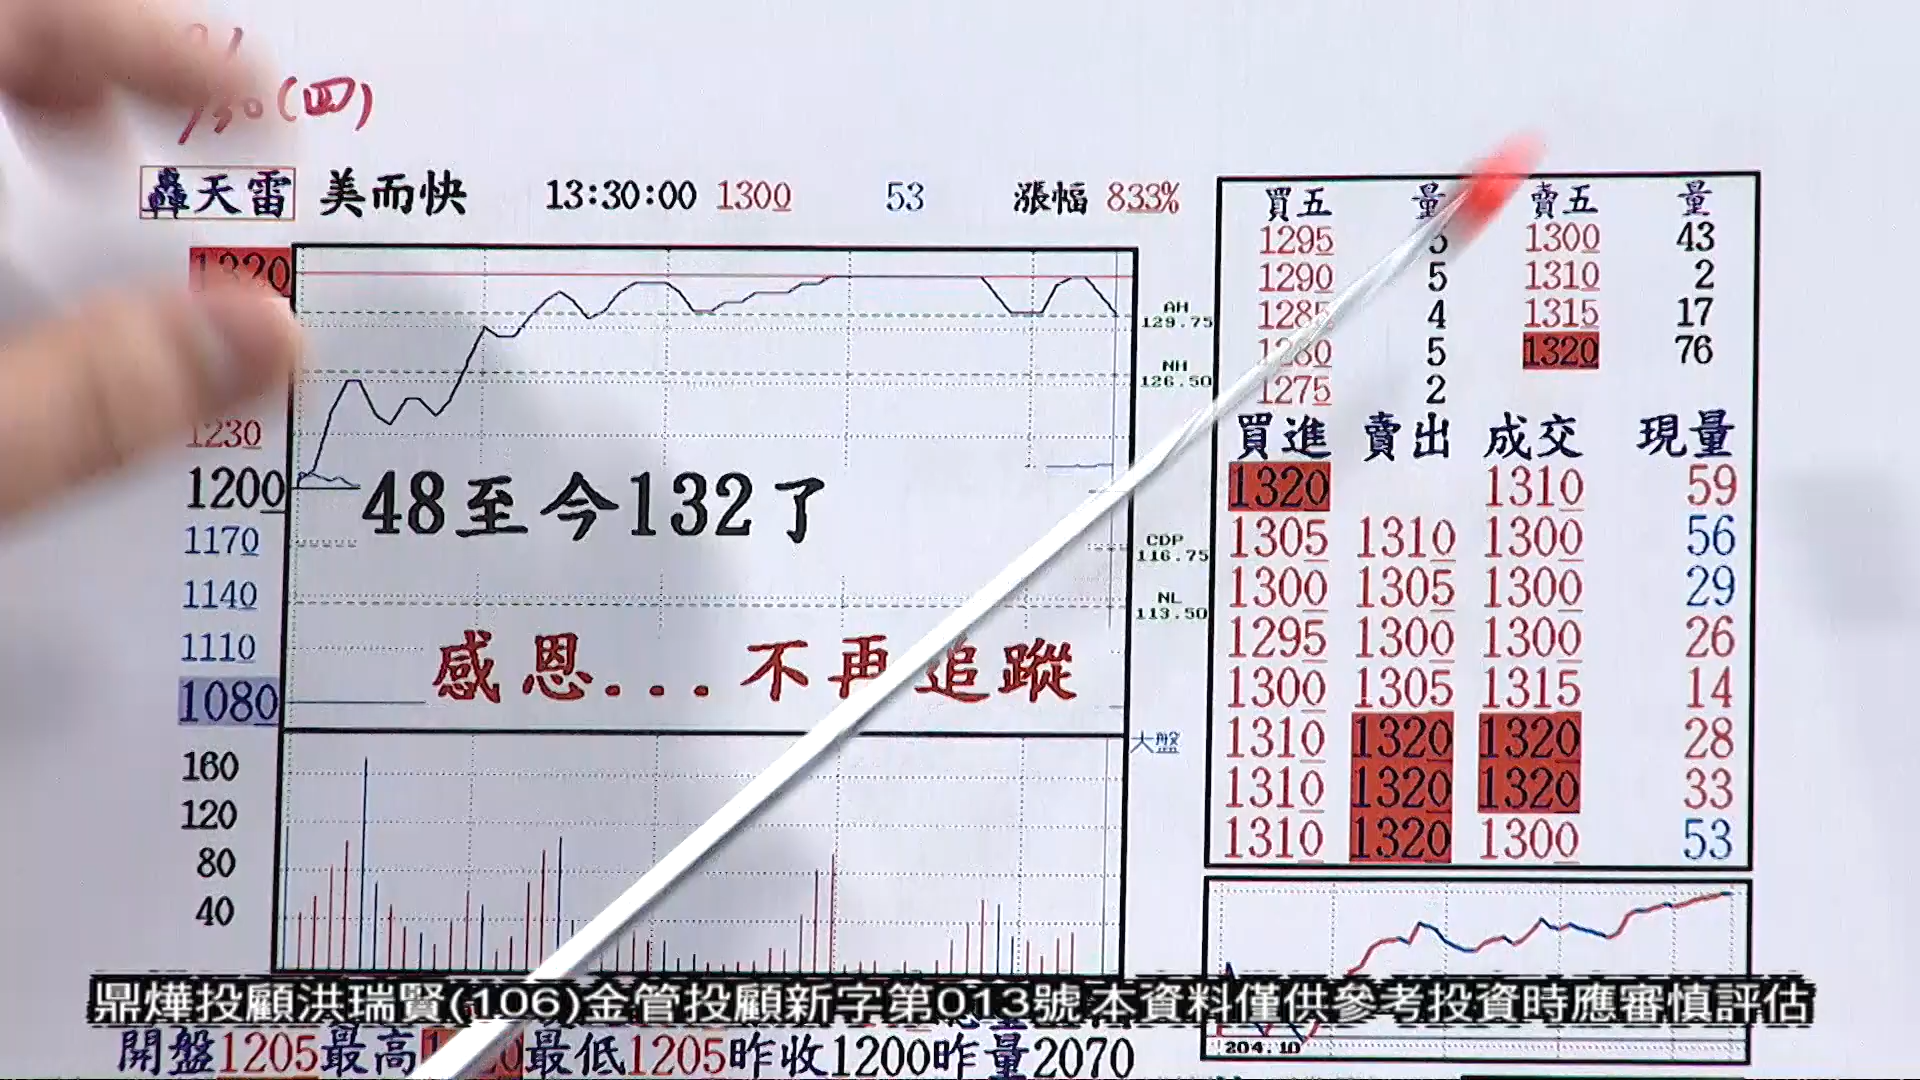 /30(四)
轟天雷 美而快 13:30:00 1300 53 漲幅 833%
1320
1230
1200
1170
1140
1110
1080
AH
129.75
NH
126.50
CDP
116.75
NL
113.50
48至今132了
感恩...不再追蹤
大盤
160
120
80
40
買五 量 賣五 量
1295 5 1300 43
1290 5 1310 2
1285 4 1315 17
1280 5 1320 76
1275 2
買進 賣出 成交 現量
1320 1310 59
1305 1310 1300 56
1300 1305 1300 29
1295 1300 1300 26
1300 1305 1315 14
1310 1320 1320 28
1310 1320 1320 33
1310 1320 1300 53
204.10
鼎燁投顧洪瑞賢(106)金管投顧新字第013號 本資料僅供參考投資時應審慎評估
開盤1205最高 最低1205昨收1200昨量2070